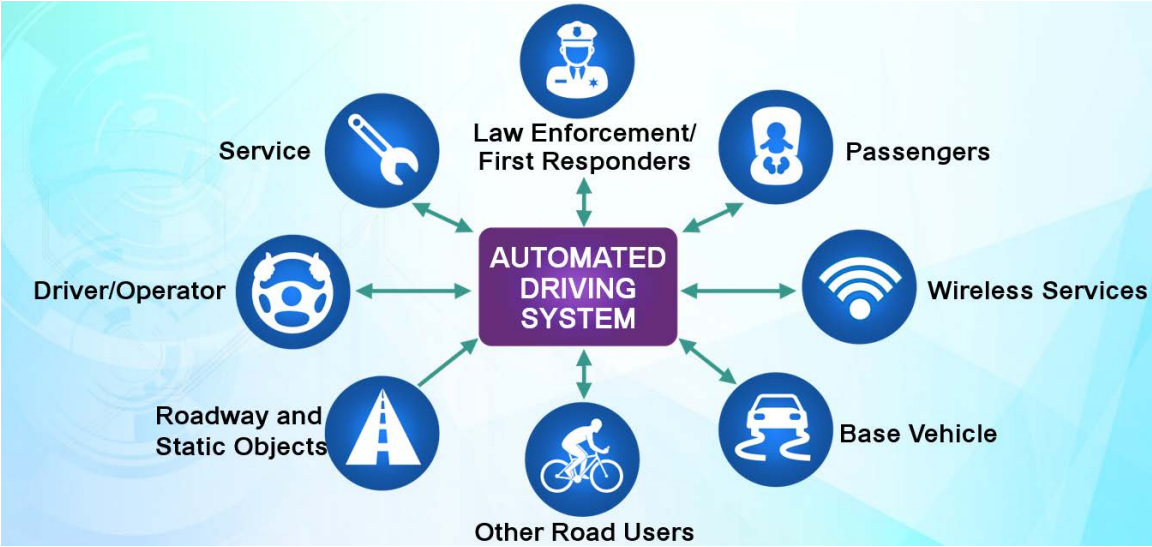 Law Enforcement/
First Responders
Service
Passengers
AUTOMATED
DRIVING
SYSTEM
Driver/Operator
Wireless Services
Roadway and
Static Objects
Base Vehicle
Other Road Users